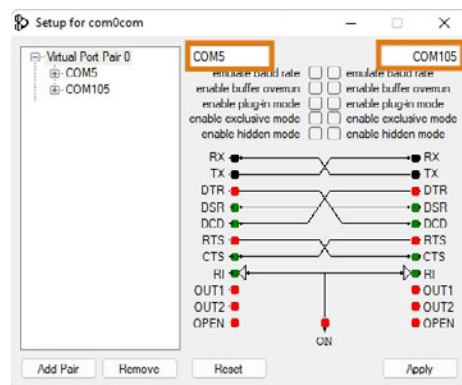 Setup for com0com
Virtual Port Pair 0
COM5
COM105
COM5 COM105
emulate baud rate emulate baud rate
enable buffer overrun enable buffer overrun
enable plug-in mode enable plug-in mode
enable exclusive mode enable exclusive mode
enable hidden mode enable hidden mode
RX RX
TX TX
DTR DTR
DSR DSR
DCD DCD
RTS RTS
CTS CTS
RI RI
OUT1 OUT1
OUT2 OUT2
OPEN OPEN
ON
Add Pair Remove Reset Apply